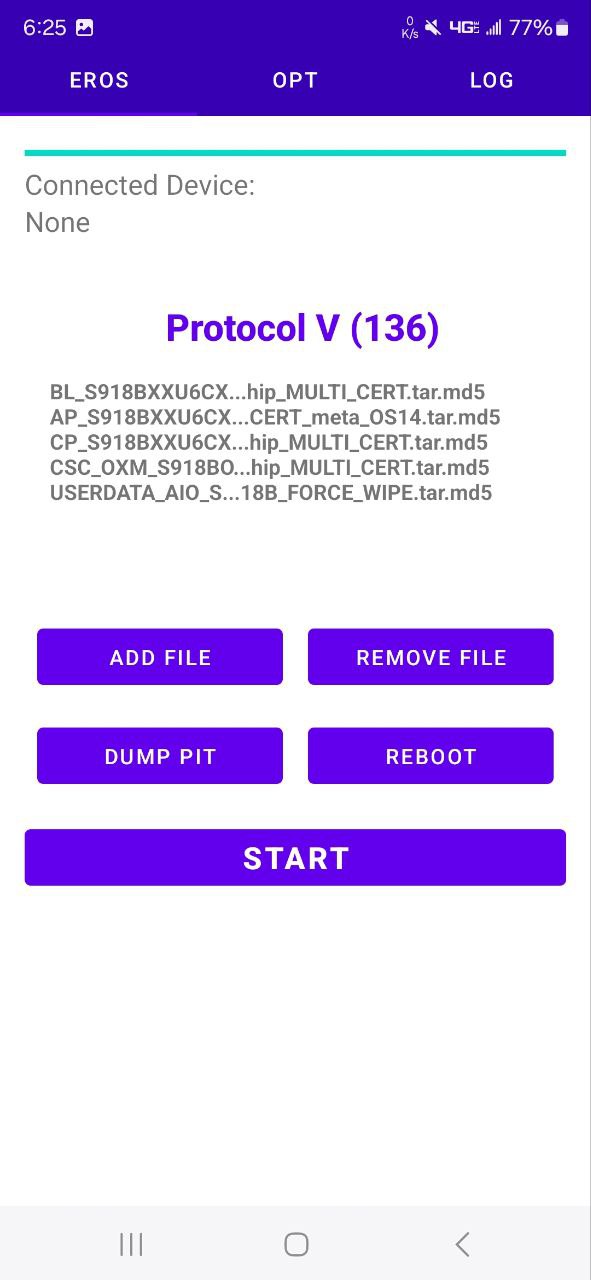 6:25 0 K/s 4G LTE 77%
EROS OPT LOG
Connected Device:
None
Protocol V (136)
BL_S918BXXU6CX...hip_MULTI_CERT.tar.md5
AP_S918BXXU6CX...CERT_meta_OS14.tar.md5
CP_S918BXXU6CX...hip_MULTI_CERT.tar.md5
CSC_OXM_S918BO...hip_MULTI_CERT.tar.md5
USERDATA_AIO_S...18B_FORCE_WIPE.tar.md5
ADD FILE REMOVE FILE
DUMP PIT REBOOT
START